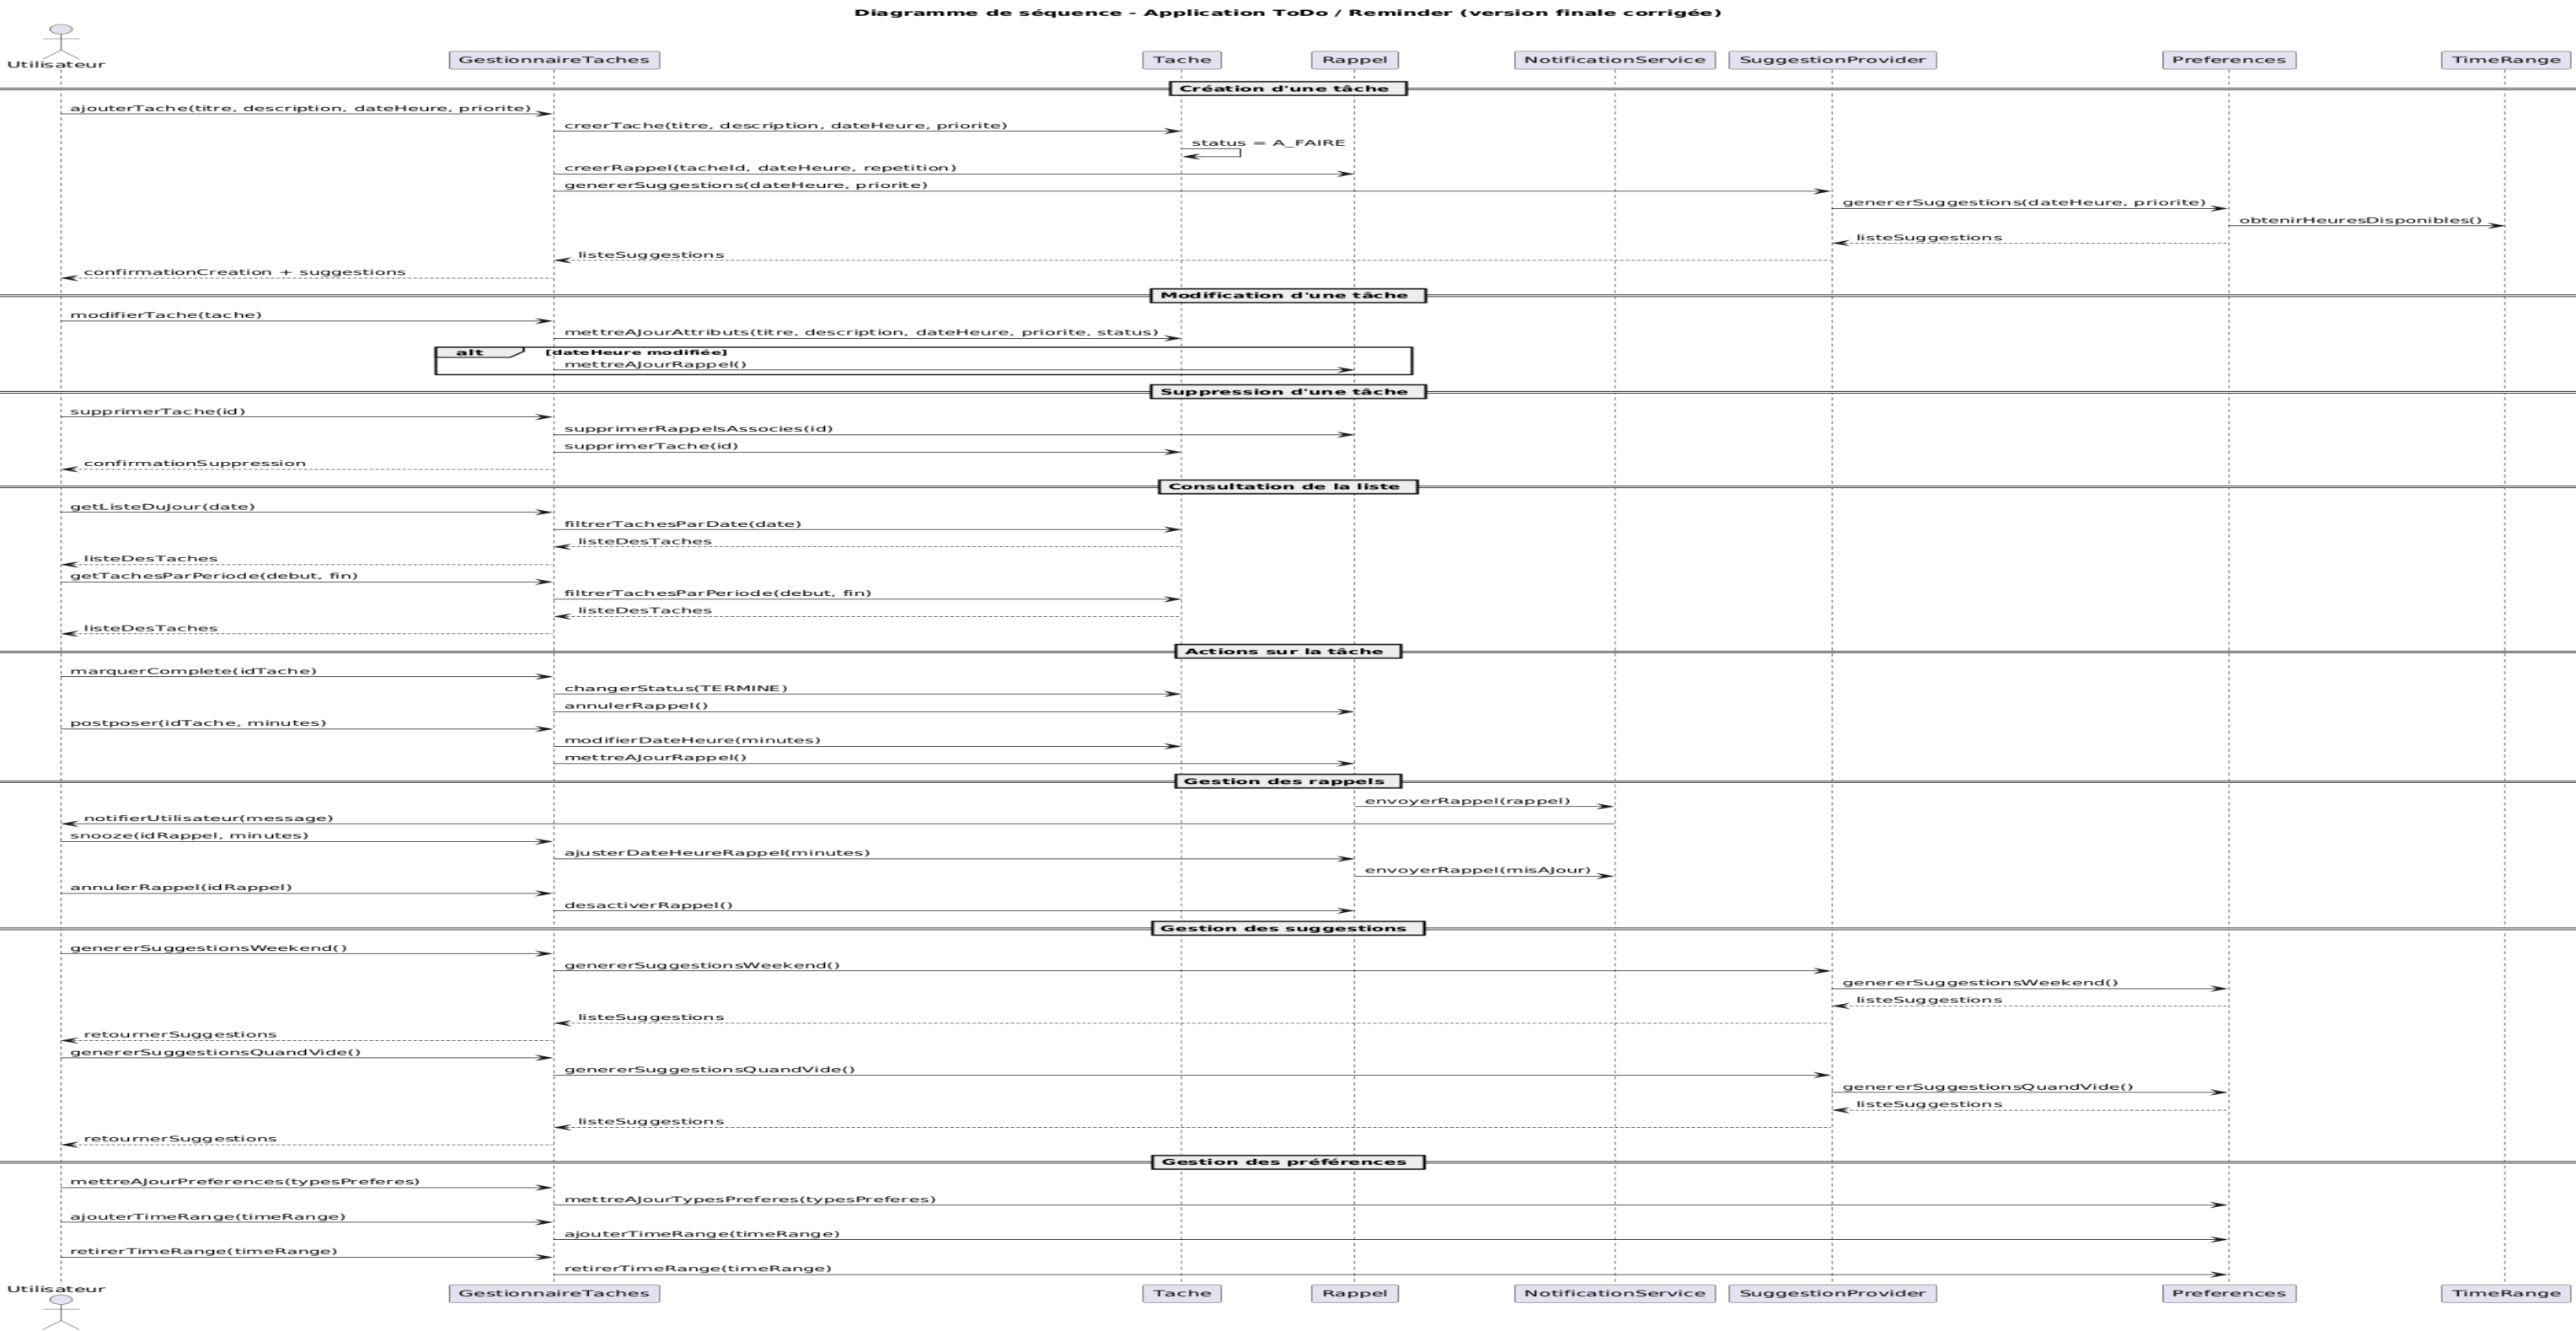 Diagramme de séquence - Application ToDo / Reminder (version finale corrigée)
Utilisateur
GestionnaireTaches
Tache
Rappel
NotificationService
SuggestionProvider
Preferences
TimeRange
Création d'une tâche
ajouterTache(titre, description, dateHeure, priorite)
creerTache(titre, description, dateHeure, priorite)
status = A_FAIRE
creerRappel(tacheId, dateHeure, repetition)
genererSuggestions(dateHeure, priorite)
genererSuggestions(dateHeure, priorite)
obtenirHeuresDisponibles()
listeSuggestions
listeSuggestions
confirmationCreation + suggestions
Modification d'une tâche
modifierTache(tache)
mettreAJourAttributs(titre, description, dateHeure, priorite, status)
alt
[dateHeure modifiée]
mettreAJourRappel()
Suppression d'une tâche
supprimerTache(id)
supprimerRappelsAssocies(id)
supprimerTache(id)
confirmationSuppression
Consultation de la liste
getListeDuJour(date)
filtrerTachesParDate(date)
listeDesTaches
listeDesTaches
getTachesParPeriode(debut, fin)
filtrerTachesParPeriode(debut, fin)
listeDesTaches
listeDesTaches
Actions sur la tâche
marquerComplete(idTache)
changerStatus(TERMINE)
annulerRappel()
postposer(idTache, minutes)
modifierDateHeure(minutes)
mettreAJourRappel()
Gestion des rappels
envoyerRappel(rappel)
notifierUtilisateur(message)
snooze(idRappel, minutes)
ajusterDateHeureRappel(minutes)
envoyerRappel(misAJour)
annulerRappel(idRappel)
desactiverRappel()
Gestion des suggestions
genererSuggestionsWeekend()
genererSuggestionsWeekend()
genererSuggestionsWeekend()
listeSuggestions
listeSuggestions
retournerSuggestions
genererSuggestionsQuandVide()
genererSuggestionsQuandVide()
genererSuggestionsQuandVide()
listeSuggestions
listeSuggestions
retournerSuggestions
Gestion des préférences
mettreAJourPreferences(typesPreferes)
mettreAJourTypesPreferes(typesPreferes)
ajouterTimeRange(timeRange)
ajouterTimeRange(timeRange)
retirerTimeRange(timeRange)
retirerTimeRange(timeRange)
Utilisateur
GestionnaireTaches
Tache
Rappel
NotificationService
SuggestionProvider
Preferences
TimeRange